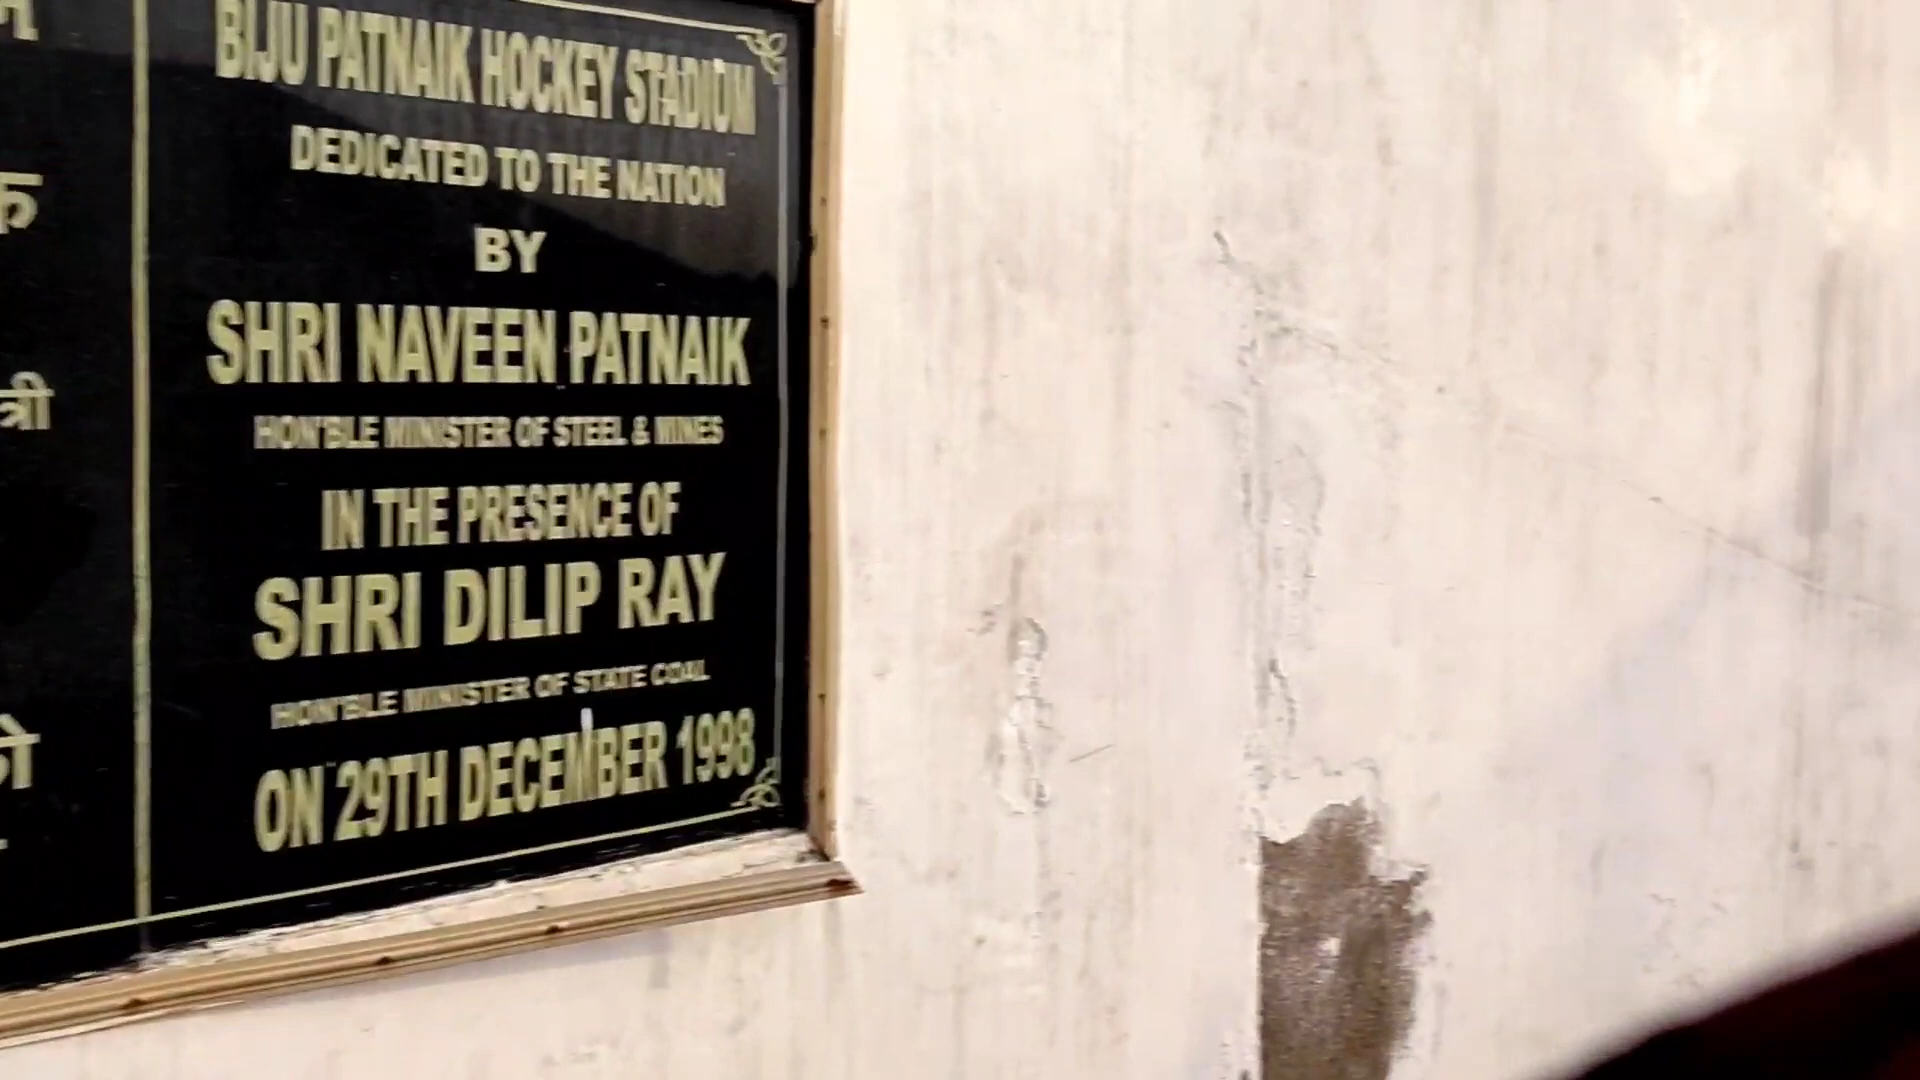 BIJU PATNAIK HOCKEY STADIUM
DEDICATED TO THE NATION
BY
SHRI NAVEEN PATNAIK
HON'BLE MINISTER OF STEEL & MINES
IN THE PRESENCE OF
SHRI DILIP RAY
HON'BLE MINISTER OF STATE COAL
ON 29TH DECEMBER 1998